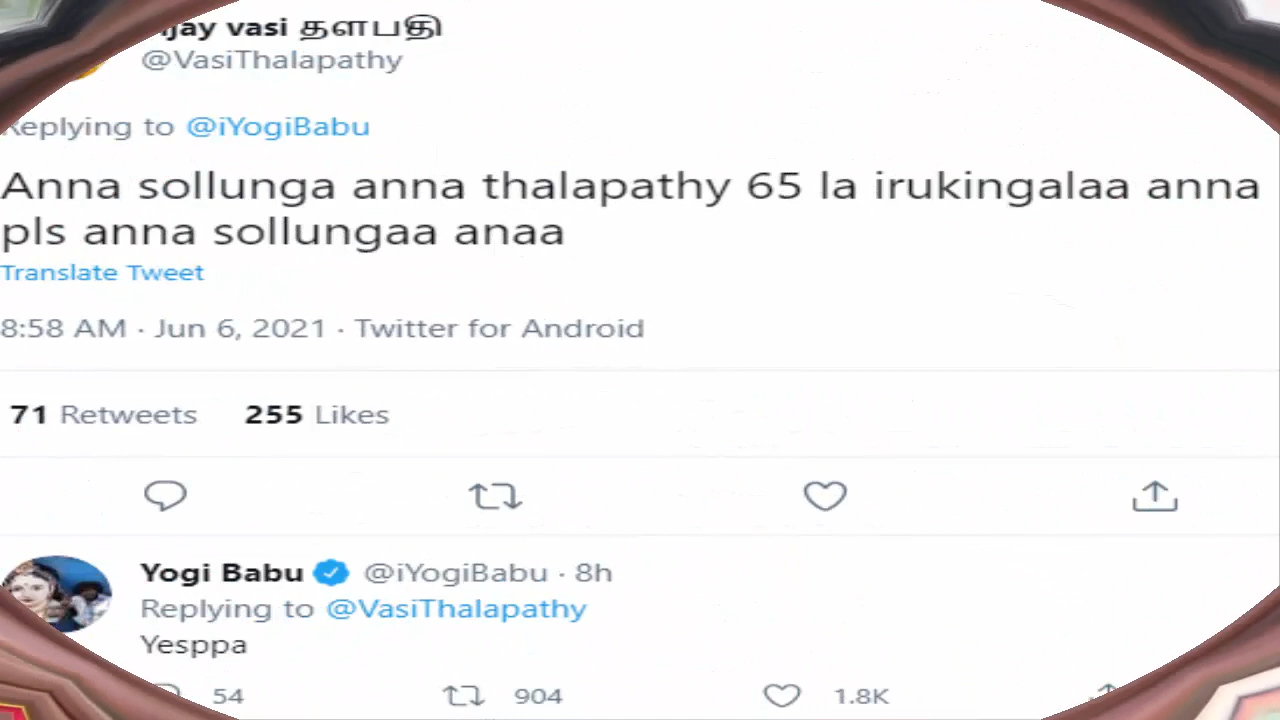 vasi தளபதி
@VasiThalapathy
Replying to @iYogiBabu
Anna sollunga anna thalapathy 65 la irukingalaa anna
pls anna sollungaa anaa
Translate Tweet
8:58 AM · Jun 6, 2021 · Twitter for Android
71 Retweets 255 Likes
Yogi Babu @iYogiBabu · 8h
Replying to @VasiThalapathy
Yesppa
54 904 1.8K